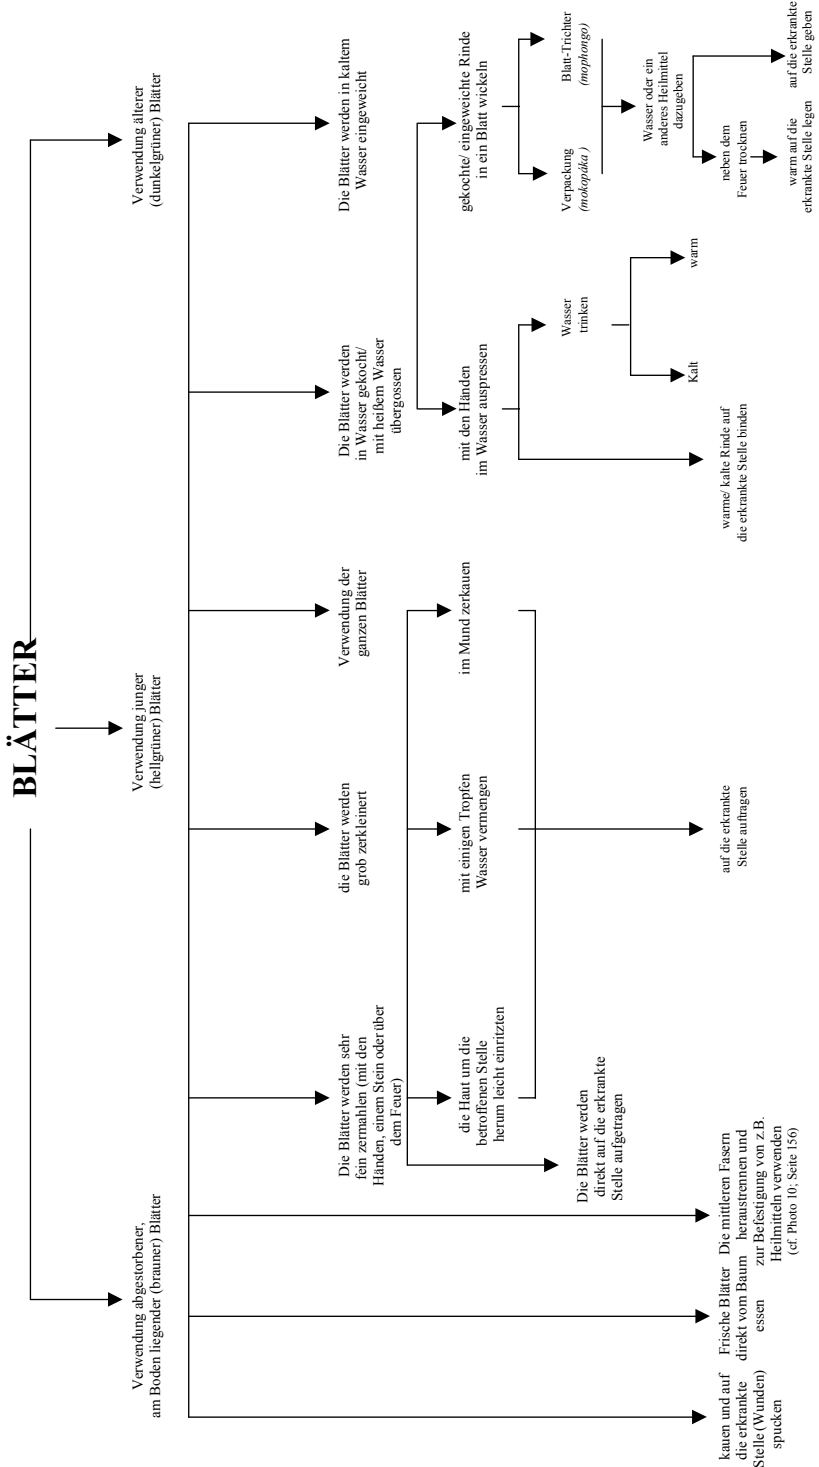 BLÄTTER
Verwendung abgestorbener,
am Boden liegender (brauner) Blätter
Verwendung junger
(hellgrüner) Blätter
Verwendung älterer
(dunkelgrüner) Blätter
Die Blätter werden sehr
fein zermahlen (mit den
Händen, einem Stein oder über
dem Feuer)
die Blätter werden
grob zerkleinert
Verwendung der
ganzen Blätter
Die Blätter werden
in Wasser gekocht/
mit heißem Wasser
übergossen
Die Blätter werden in kaltem
Wasser eingeweicht
die Haut um die
betroffenen Stelle
herum leicht einritzten
mit einigen Tropfen
Wasser vermengen
im Mund zerkauen
mit den Händen
im Wasser auspressen
gekochte/ eingeweichte Rinde
in ein Blatt wickeln
Die Blätter werden
direkt auf die erkrankte
Stelle aufgetragen
Wasser
trinken
Verpackung
(mokopáka )
Blatt-Trichter
(mophongo)
Wasser oder ein
anderes Heilmittel
dazugeben
Kalt
warm
neben dem
Feuer trocknen
kauen und auf
die erkrankte
Stelle (Wunden)
spucken
Frische Blätter
direkt vom Baum
essen
Die mittleren Fasern
heraustrennen und
zur Befestigung von z.B.
Heilmitteln verwenden
(cf. Photo 10; Seite 156)
auf die erkrankte
Stelle auftragen
warme/ kalte Rinde auf
die erkrankte Stelle binden
warm auf die
erkrankte Stelle legen
auf die erkrankte
Stelle geben